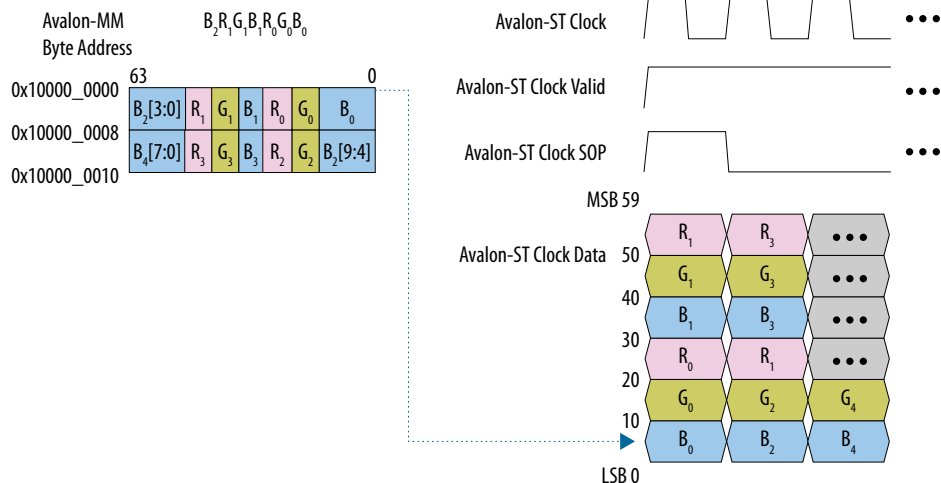 Avalon-MM
Byte Address
B₂R₁G₁B₁R₀G₀B₀
63 0
0x10000_0000
B₂[3:0] R₁ G₁ B₁ R₀ G₀ B₀
0x10000_0008
B₄[7:0] R₃ G₃ B₃ R₂ G₂ B₂[9:4]
0x10000_0010
Avalon-ST Clock
Avalon-ST Clock Valid
Avalon-ST Clock SOP
MSB 59
Avalon-ST Clock Data
R₁ R₃
50
G₁ G₃
40
B₁ B₃
30
R₀ R₁
20
G₀ G₂ G₄
10
B₀ B₂ B₄
LSB 0